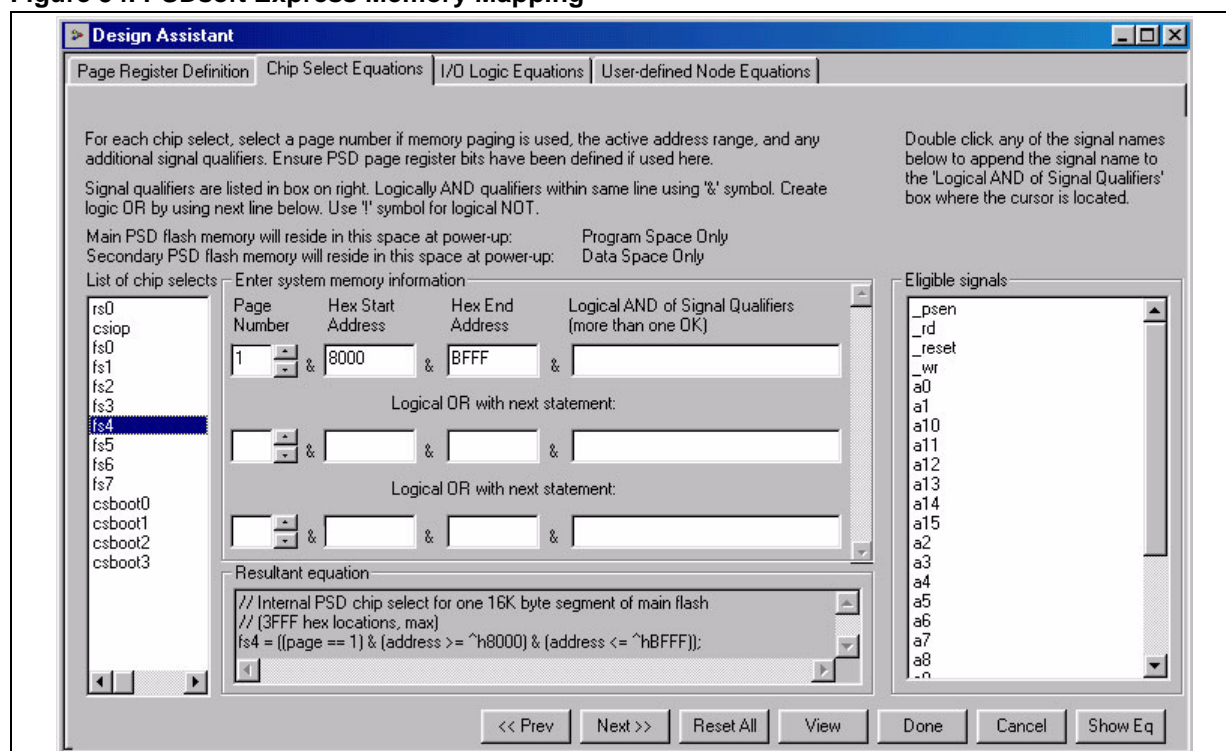 Design Assistant
Page Register Definition
Chip Select Equations
I/O Logic Equations
User-defined Node Equations
For each chip select, select a page number if memory paging is used, the active address range, and any
additional signal qualifiers. Ensure PSD page register bits have been defined if used here.
Signal qualifiers are listed in box on right. Logically AND qualifiers within same line using '&' symbol. Create
logic OR by using next line below. Use '!' symbol for logical NOT.
Main PSD flash memory will reside in this space at power-up: Program Space Only
Secondary PSD flash memory will reside in this space at power-up: Data Space Only
Double click any of the signal names
below to append the signal name to
the 'Logical AND of Signal Qualifiers'
box where the cursor is located.
List of chip selects
rs0
csiop
fs0
fs1
fs2
fs3
fs4
fs5
fs6
fs7
csboot0
csboot1
csboot2
csboot3
Enter system memory information
Page Number
Hex Start Address
Hex End Address
Logical AND of Signal Qualifiers
(more than one OK)
1 & 8000 & BFFF &
Logical OR with next statement:
& & &
Logical OR with next statement:
& & &
Resultant equation
// Internal PSD chip select for one 16K byte segment of main flash
// (3FFF hex locations, max)
fs4 = ((page == 1) & (address >= ^h8000) & (address <= ^hBFFF));
Eligible signals
_psen
_rd
_reset
_wr
a0
a1
a10
a11
a12
a13
a14
a15
a2
a3
a4
a5
a6
a7
a8
<< Prev
Next >>
Reset All
View
Done
Cancel
Show Eq